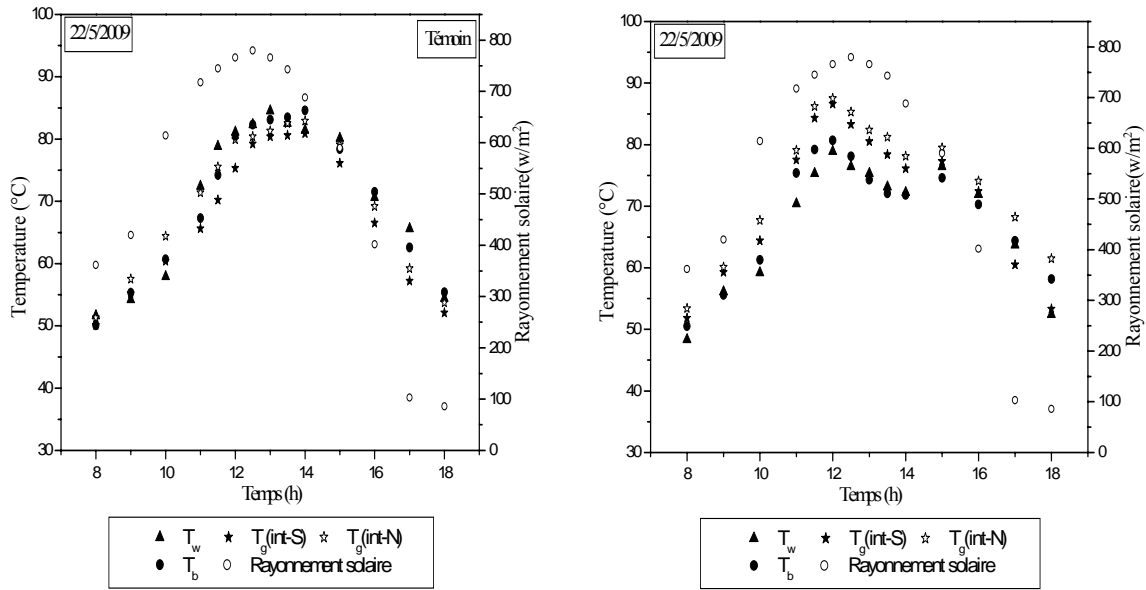 22/5/2009
Témoin
Temperature (°C)
100
90
80
70
60
50
40
30
8 10 12 14 16 18
Temps (h)
800
700
600
500
400
300
200
100
0
Rayonnement solaire(w/m²)
T_w T_g(int-S) T_g(int-N)
T_b Rayonnement solaire
22/5/2009
Temperature (°C)
100
90
80
70
60
50
40
30
8 10 12 14 16 18
Temps (h)
800
700
600
500
400
300
200
100
0
Rayonnement solaire(w/m²)
T_w T_g(int-S) T_g(int-N)
T_b Rayonnement solaire